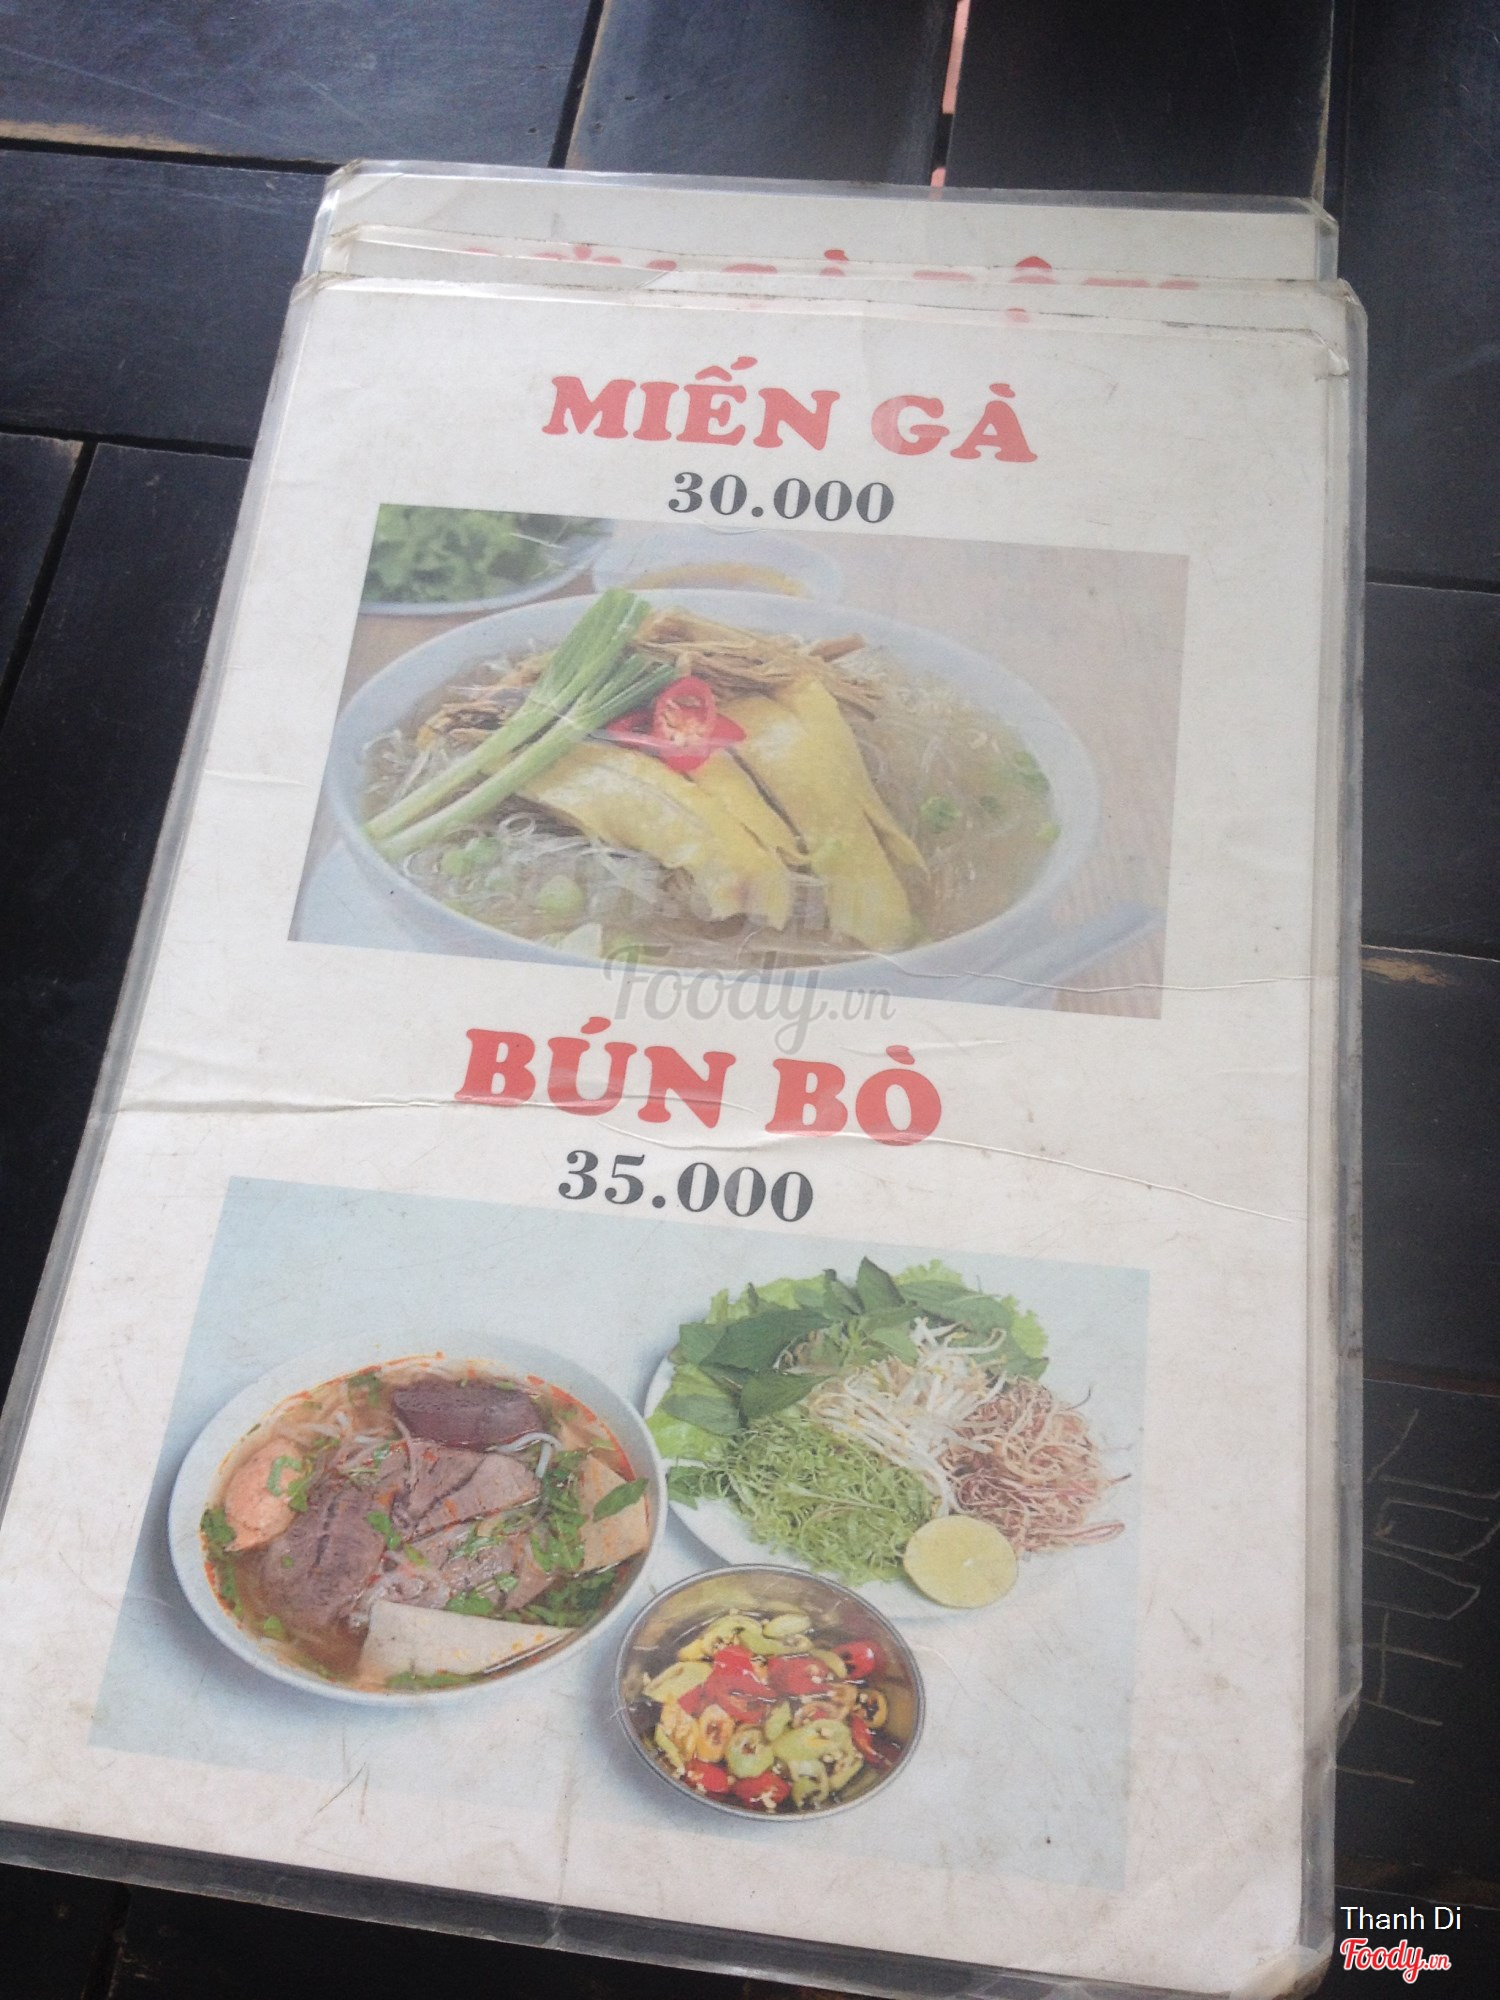 MIẾN GÀ
30.000
Foody.vn
BÚN BÒ
35.000
Thanh Di
Foody.vn